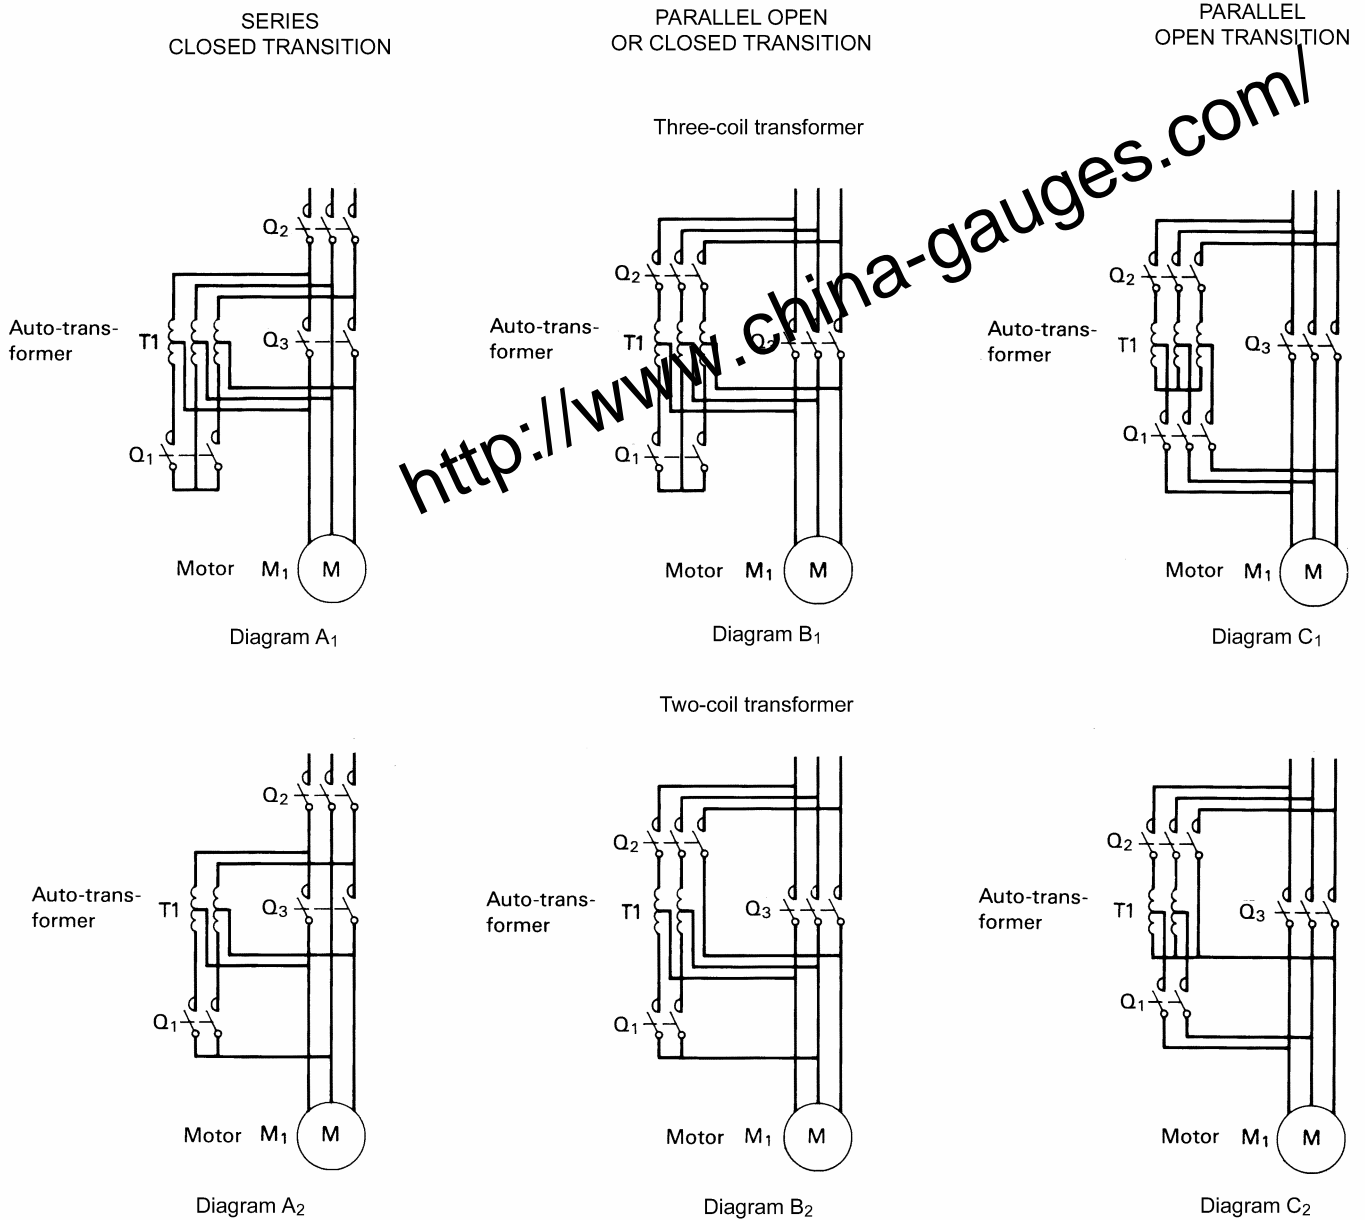 SERIES
CLOSED TRANSITION
PARALLEL OPEN
OR CLOSED TRANSITION
PARALLEL
OPEN TRANSITION
Three-coil transformer
http://www.china-gauges.com/
Q2
Auto-trans-
former
T1
Q3
Q1
Motor M1 M
Diagram A1
Q2
Auto-trans-
former
T1
Q3
Q1
Motor M1 M
Diagram B1
Q2
Auto-trans-
former
T1
Q3
Q1
Motor M1 M
Diagram C1
Two-coil transformer
Q2
Auto-trans-
former
T1
Q3
Q1
Motor M1 M
Diagram A2
Q2
Auto-trans-
former
T1
Q3
Q1
Motor M1 M
Diagram B2
Q2
Auto-trans-
former
T1
Q3
Q1
Motor M1 M
Diagram C2